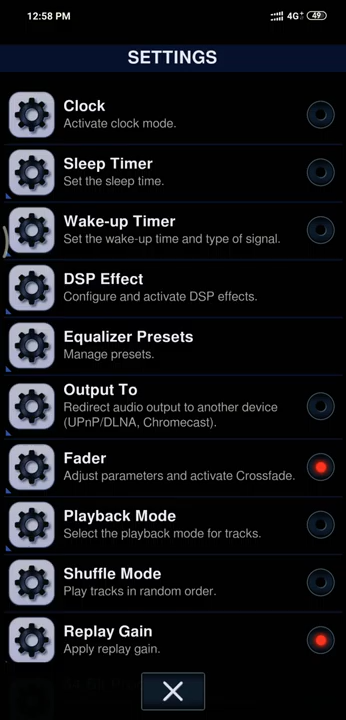 12:58 PM 4G+ 49
SETTINGS
Clock
Activate clock mode.
Sleep Timer
Set the sleep time.
Wake-up Timer
Set the wake-up time and type of signal.
DSP Effect
Configure and activate DSP effects.
Equalizer Presets
Manage presets.
Output To
Redirect audio output to another device
(UPnP/DLNA, Chromecast).
Fader
Adjust parameters and activate Crossfade.
Playback Mode
Select the playback mode for tracks.
Shuffle Mode
Play tracks in random order.
Replay Gain
Apply replay gain.